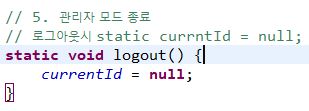 // 5. 관리자 모드 종료
// 로그아웃시 static currntId = null;
static void logout() {
    currentId = null;
}